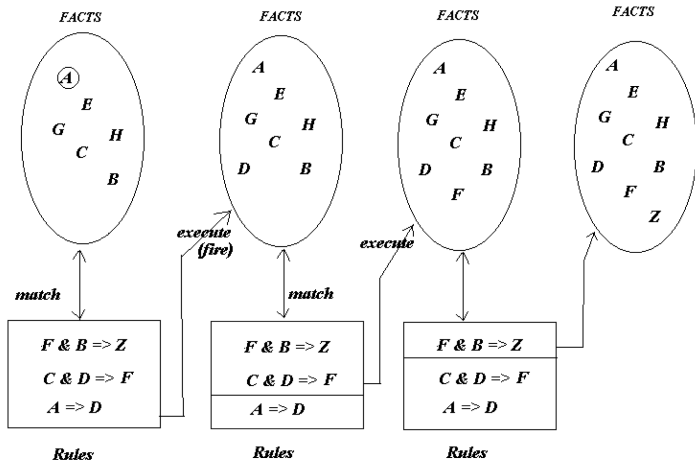 FACTS
A
E
G
H
C
B
match
F & B => Z
C & D => F
A => D
Rules
execute
(fire)
FACTS
A
E
G
H
C
D
B
match
F & B => Z
C & D => F
A => D
Rules
execute
FACTS
A
E
G
H
C
D
B
F
F & B => Z
C & D => F
A => D
Rules
FACTS
A
E
G
H
C
D
B
F
Z